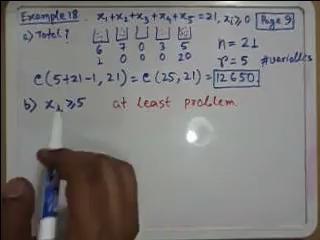 Example 18. x₁+x₂+x₃+x₄+x₅=21, xᵢ≥0 Page 9
a) Total?
n = 21
6 7 0 3 5
r = 5 #variables
1 0 0 0 20
C(5+21-1, 21) = C(25, 21) = 12650
b) x₁ ≥ 5 at least problem